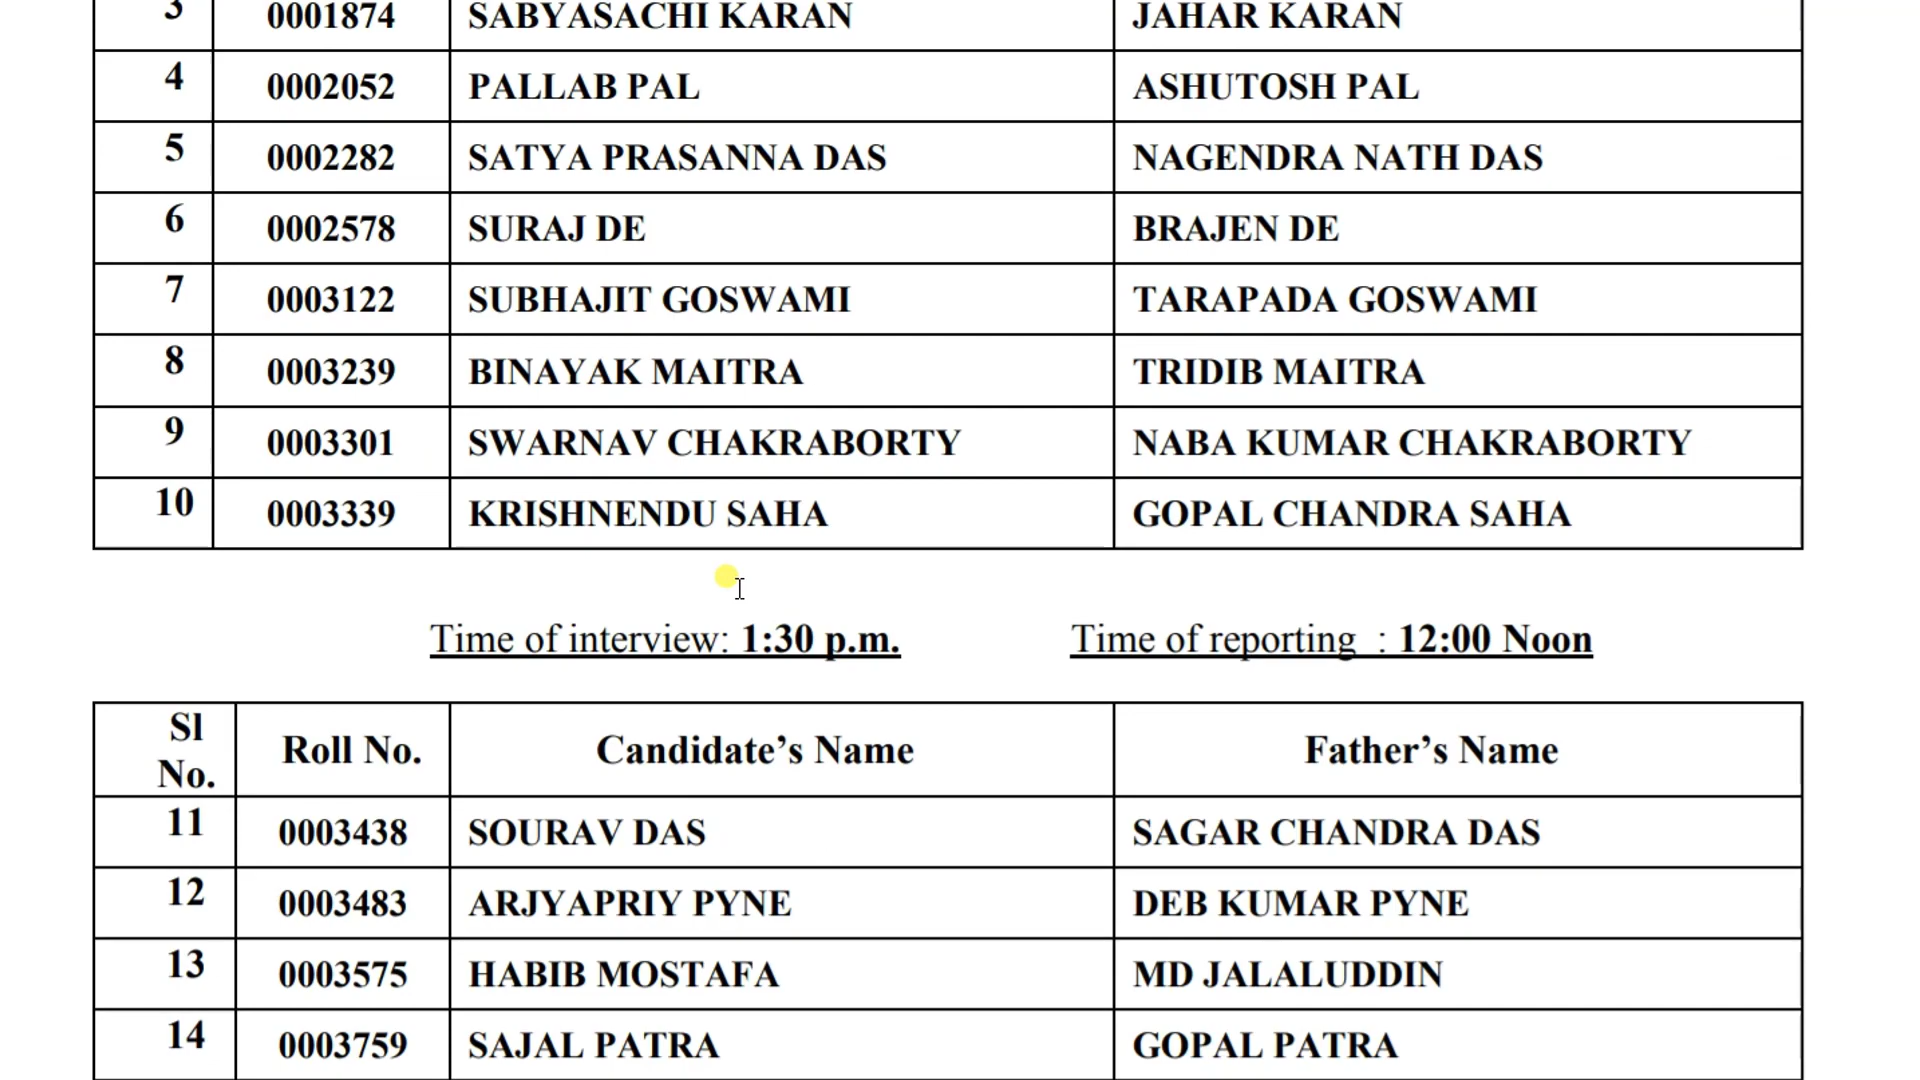 3 0001874 SABYASACHI KARAN JAHAR KARAN
4 0002052 PALLAB PAL ASHUTOSH PAL
5 0002282 SATYA PRASANNA DAS NAGENDRA NATH DAS
6 0002578 SURAJ DE BRAJEN DE
7 0003122 SUBHAJIT GOSWAMI TARAPADA GOSWAMI
8 0003239 BINAYAK MAITRA TRIDIB MAITRA
9 0003301 SWARNAV CHAKRABORTY NABA KUMAR CHAKRABORTY
10 0003339 KRISHNENDU SAHA GOPAL CHANDRA SAHA
Time of interview: 1:30 p.m. Time of reporting : 12:00 Noon
Sl No. Roll No. Candidate’s Name Father’s Name
11 0003438 SOURAV DAS SAGAR CHANDRA DAS
12 0003483 ARJYAPRIY PYNE DEB KUMAR PYNE
13 0003575 HABIB MOSTAFA MD JALALUDDIN
14 0003759 SAJAL PATRA GOPAL PATRA